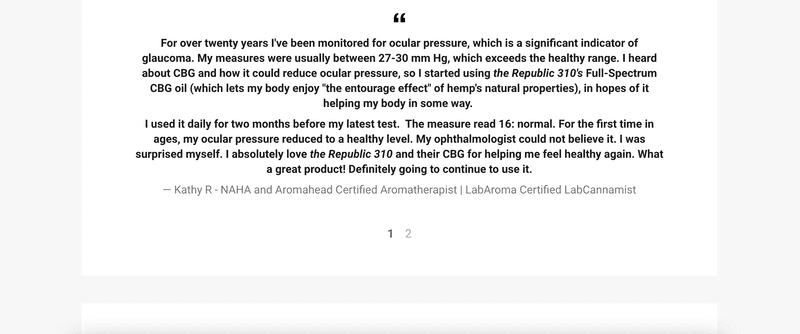 “
For over twenty years I've been monitored for ocular pressure, which is a significant indicator of
glaucoma. My measures were usually between 27-30 mm Hg, which exceeds the healthy range. I heard
about CBG and how it could reduce ocular pressure, so I started using the Republic 310's Full-Spectrum
CBG oil (which lets my body enjoy "the entourage effect" of hemp's natural properties), in hopes of it
helping my body in some way.
I used it daily for two months before my latest test.  The measure read 16: normal. For the first time in
ages, my ocular pressure reduced to a healthy level. My ophthalmologist could not believe it. I was
surprised myself. I absolutely love the Republic 310 and their CBG for helping me feel healthy again. What
a great product! Definitely going to continue to use it.
— Kathy R - NAHA and Aromahead Certified Aromatherapist | LabAroma Certified LabCannamist
1 2